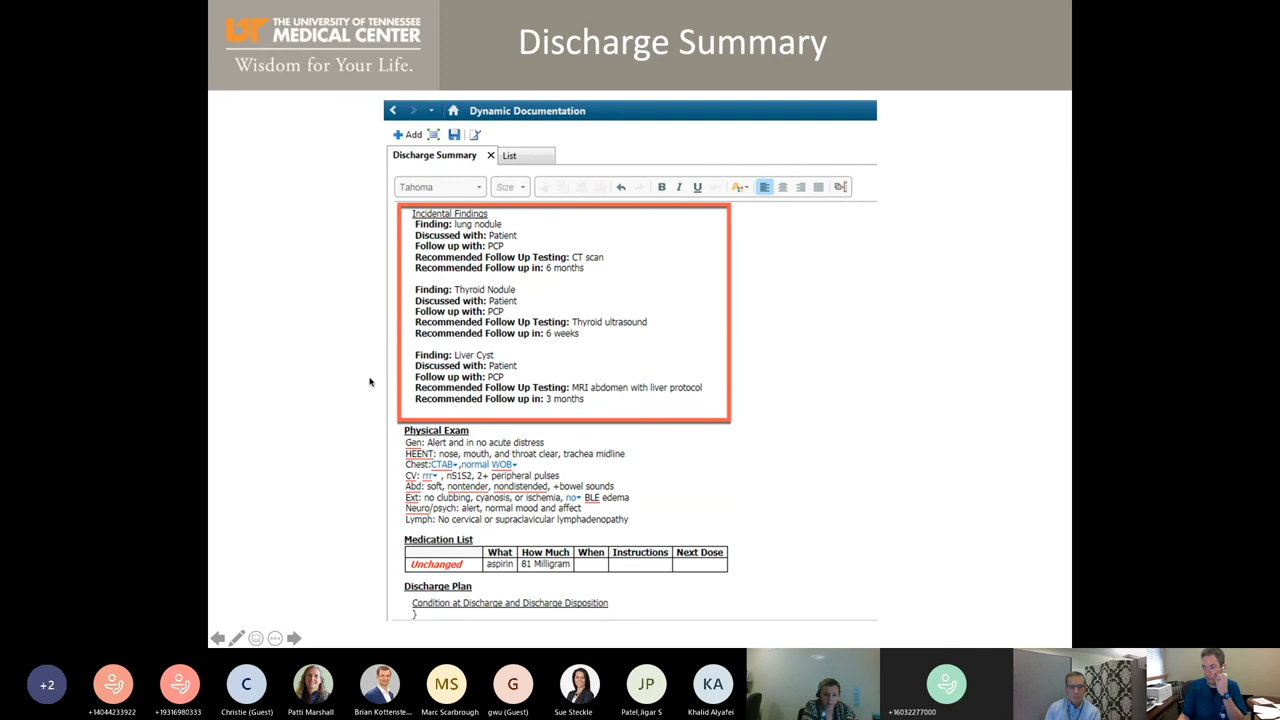 THE UNIVERSITY OF TENNESSEE
UT MEDICAL CENTER
Wisdom for Your Life.
Discharge Summary
Dynamic Documentation
Add
Discharge Summary
List
Tahoma
Size
B I U A
Incidental Findings
Finding: lung nodule
Discussed with: Patient
Follow up with: PCP
Recommended Follow Up Testing: CT scan
Recommended Follow up in: 6 months
Finding: Thyroid Nodule
Discussed with: Patient
Follow up with: PCP
Recommended Follow Up Testing: Thyroid ultrasound
Recommended Follow up in: 6 weeks
Finding: Liver Cyst
Discussed with: Patient
Follow up with: PCP
Recommended Follow Up Testing: MRI abdomen with liver protocol
Recommended Follow up in: 3 months
Physical Exam
Gen: Alert and in no acute distress
HEENT: nose, mouth, and throat clear, trachea midline
Chest:CTAB,normal WOB
CV: rrr , nS1S2, 2+ peripheral pulses
Abd: soft, nontender, nondistended, +bowel sounds
Ext: no clubbing, cyanosis, or ischemia, no BLE edema
Neuro/psych: alert, normal mood and affect
Lymph: No cervical or supraclavicular lymphadenopathy
Medication List
What How Much When Instructions Next Dose
Unchanged aspirin 81 Milligram
Discharge Plan
Condition at Discharge and Discharge Disposition
}
+2 C MS G JP KA
+14044233922 +19316980333 Christie (Guest) Patti Marshall Brian Kottenste... Marc Scarbrough gwu (Guest) Sue Steckle Patel,Jigar S Khalid Alyafei +16032277000